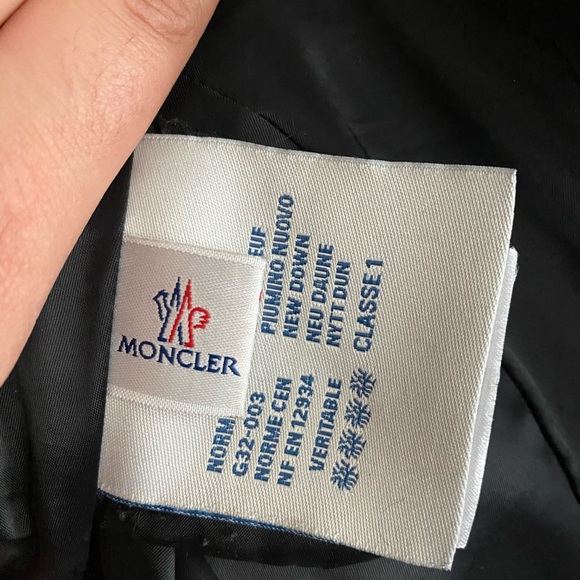 MONCLER
NORM
G32-003
NORME CEN
NF EN 12934
VERITABLE
EUF
PIUMINO NUOVO
NEW DOWN
NEU DAUNE
NYTT DUN
CLASSE 1